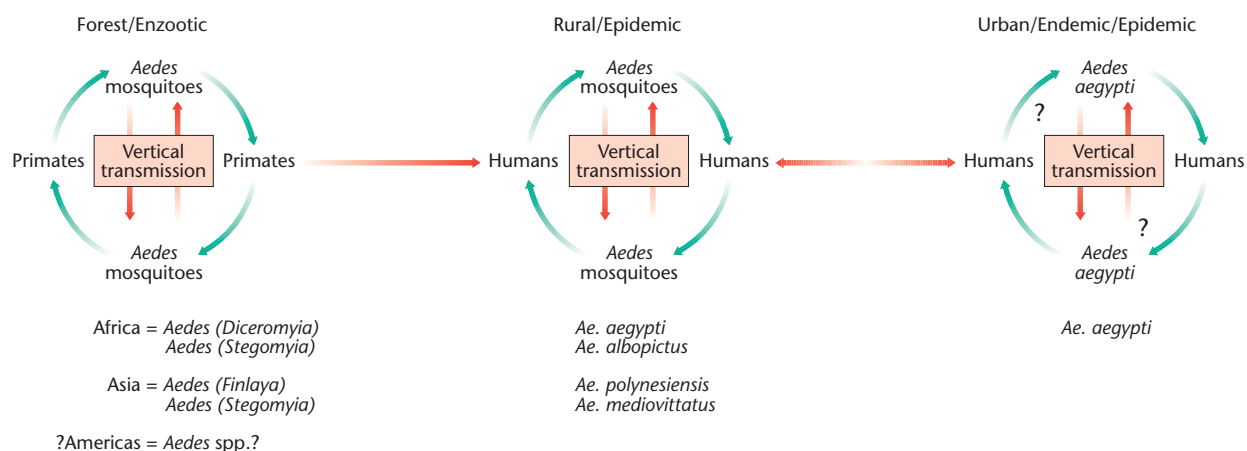 Forest/Enzootic
Aedes
mosquitoes
Primates
Vertical
transmission
Primates
Aedes
mosquitoes
Africa = Aedes (Diceromyia)
Aedes (Stegomyia)
Asia = Aedes (Finlaya)
Aedes (Stegomyia)
?Americas = Aedes spp.?
Rural/Epidemic
Aedes
mosquitoes
Humans
Vertical
transmission
Humans
Aedes
mosquitoes
Ae. aegypti
Ae. albopictus
Ae. polynesiensis
Ae. mediovittatus
Urban/Endemic/Epidemic
Aedes
aegypti
?
Humans
Vertical
transmission
Humans
?
Aedes
aegypti
Ae. aegypti